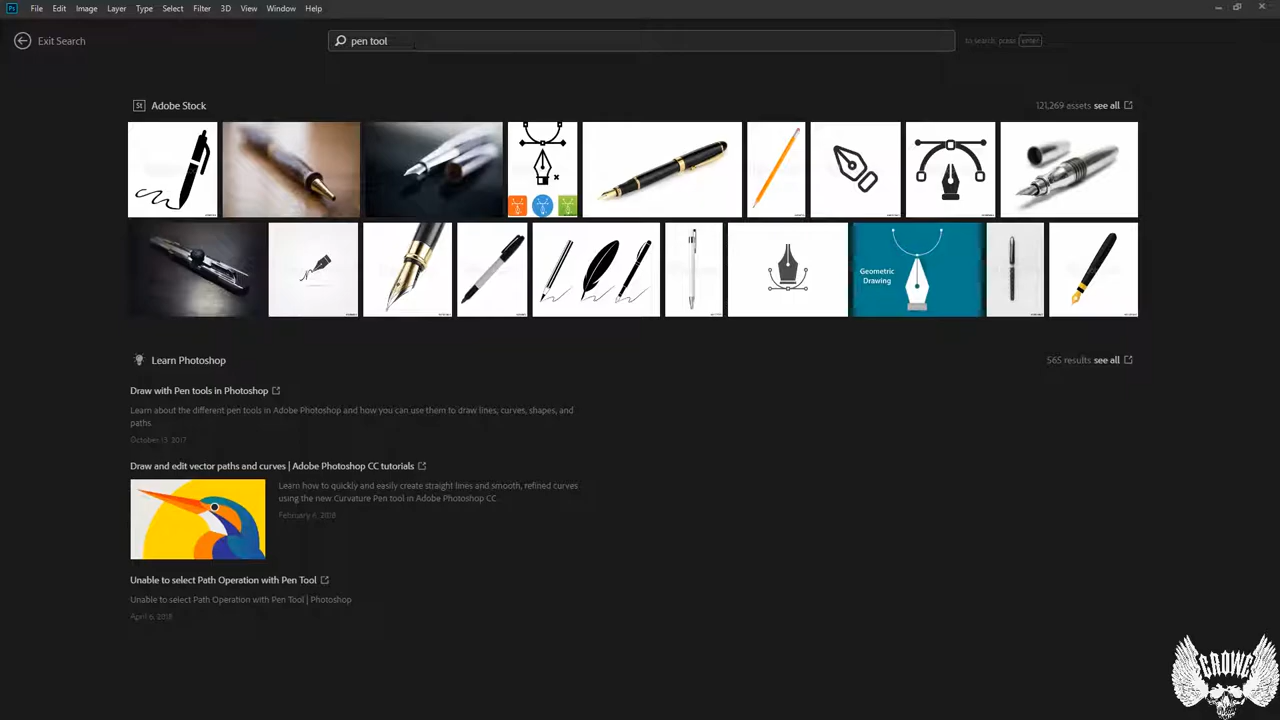 Ps File Edit Image Layer Type Select Filter 3D View Window Help
Exit Search
pen tool
to search, press enter
St Adobe Stock
121,269 assets see all
Geometric
Drawing
Learn Photoshop
565 results see all
Draw with Pen tools in Photoshop
Learn about the different pen tools in Adobe Photoshop and how you can use them to draw lines, curves, shapes, and
paths.
October 15, 2017
Draw and edit vector paths and curves | Adobe Photoshop CC tutorials
Learn how to quickly and easily create straight lines and smooth, refined curves
using the new Curvature Pen tool in Adobe Photoshop CC.
February 6, 2018
Unable to select Path Operation with Pen Tool
Unable to select Path Operation with Pen Tool | Photoshop
April 6, 2018
CROWE